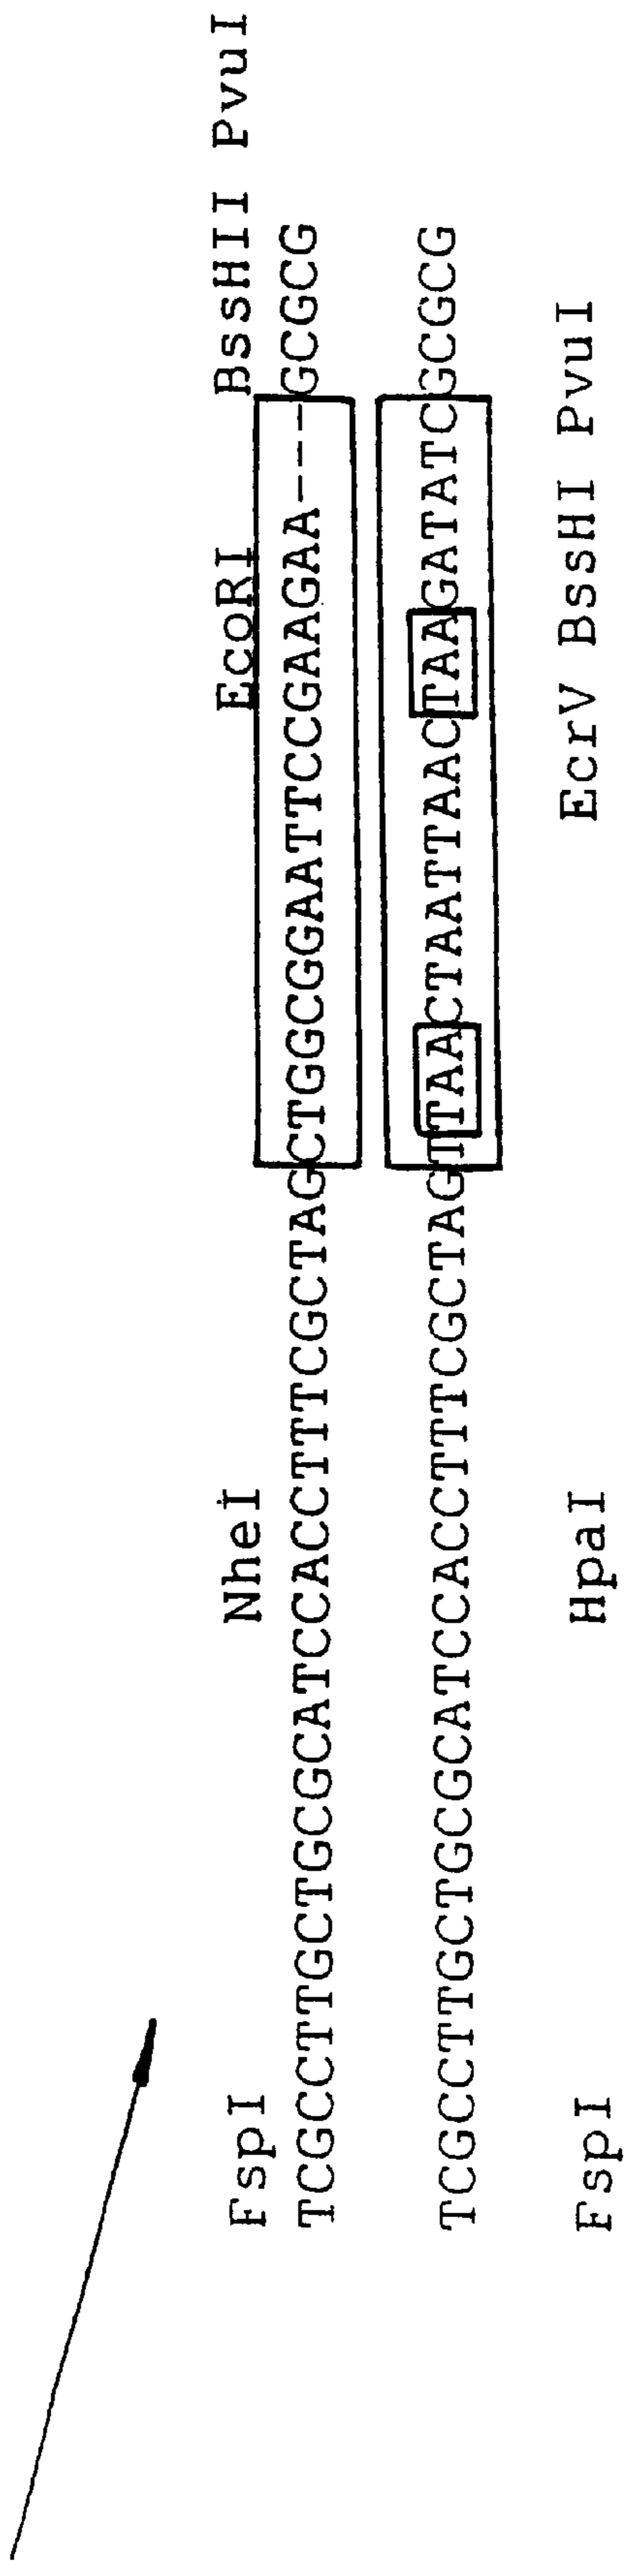 FspI NheI EcoRI BssHII PvuI
TCGCCTTGCTGCGCATCCACCTTTCGCTAGCTGGCGGAATTCCGAAGAA---GCGCG
TCGCCTTGCTGCGCATCCACCTTTCGCTAGTTAACTAATTAACTAAGATATCGCGCG
FspI HpaI EcrV BssHI PvuI